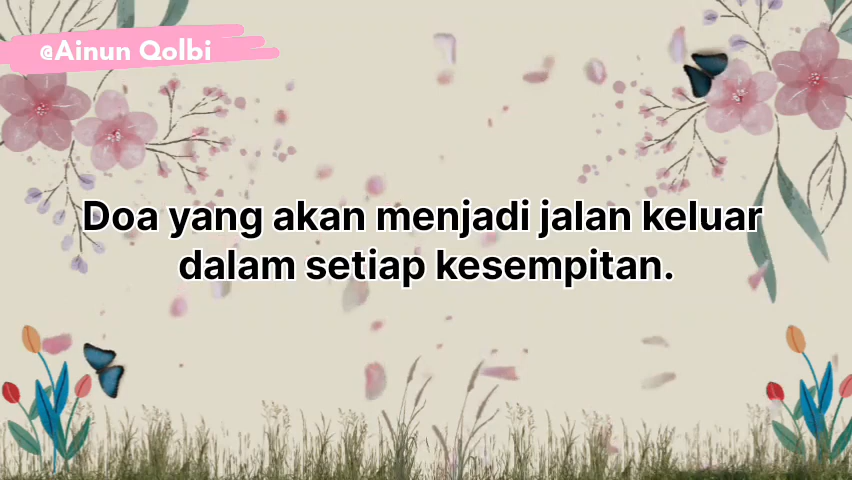 @Ainun Qolbi
Doa yang akan menjadi jalan keluar
dalam setiap kesempitan.